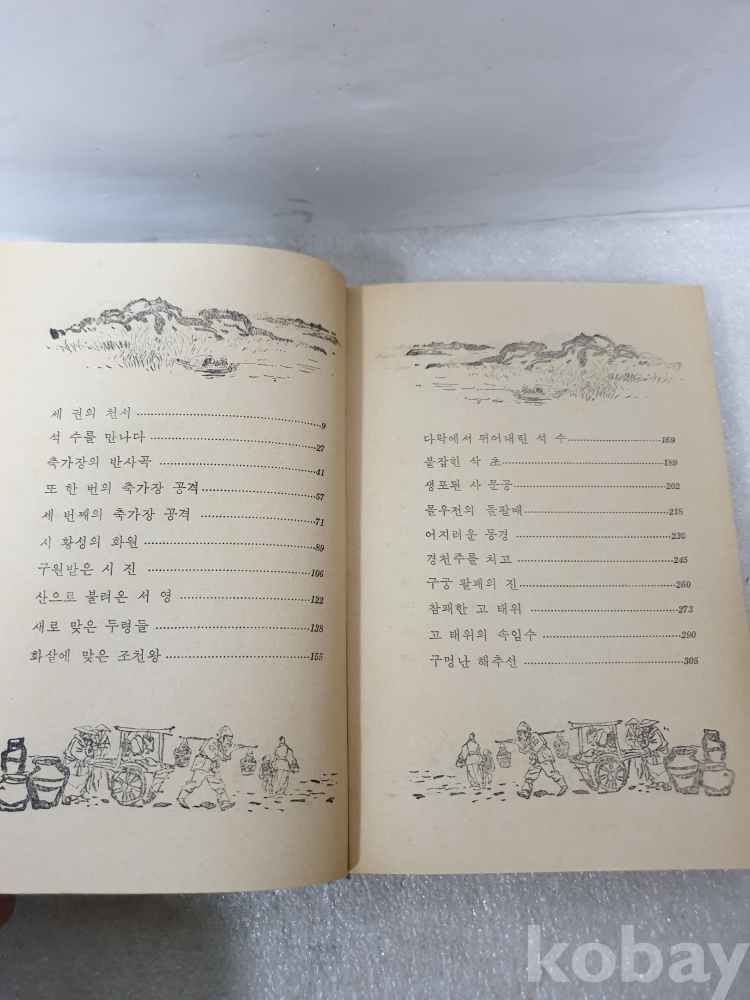 세 권의 천서 9
석 수를 만나다 27
축가장의 반사곡 41
또 한 번의 축가장 공격 57
세 번째의 축가장 공격 71
시 황성의 화원 89
구원받은 시 진 106
산으로 불려온 서 영 122
새로 맞은 두령들 138
화살에 맞은 조천왕 155
다락에서 뛰어내린 석 수 169
붙잡힌 삭 초 189
생포된 사 문공 202
몰우전의 돌팔매 218
어지러운 동경 230
경천주를 치고 245
구궁 팔괘의 진 260
참패한 고 태위 273
고 태위의 속임수 290
구멍난 해추선 305
kobay